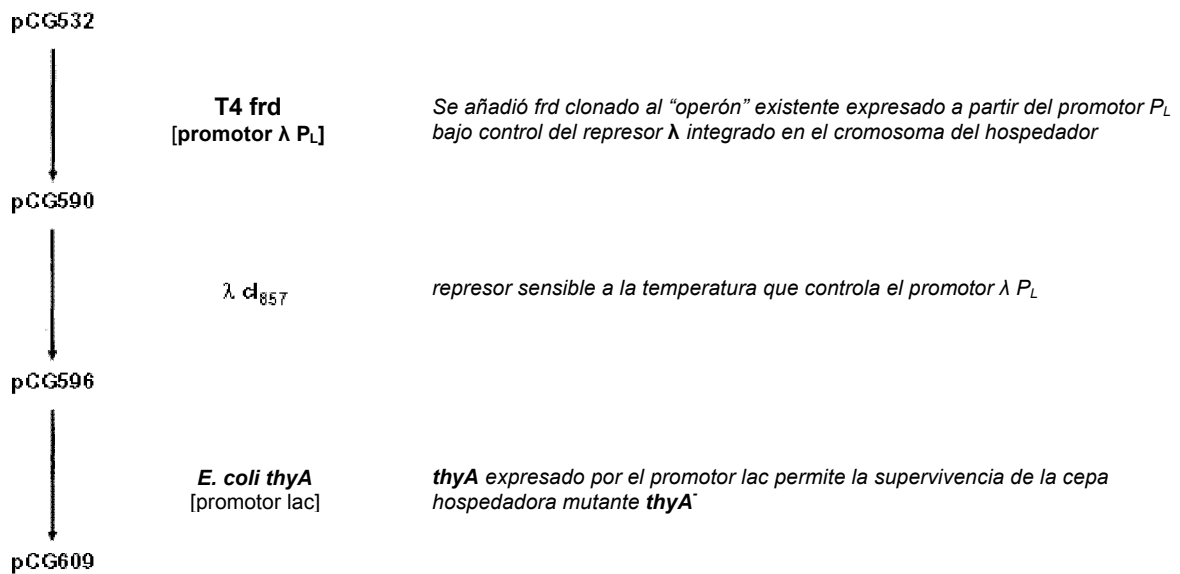 pCG532
T4 frd
[promotor λ PL]
Se añadió frd clonado al “operón” existente expresado a partir del promotor PL
bajo control del represor λ integrado en el cromosoma del hospedador
pCG590
λ cI857
represor sensible a la temperatura que controla el promotor λ PL
pCG596
E. coli thyA
[promotor lac]
thyA expresado por el promotor lac permite la supervivencia de la cepa
hospedadora mutante thyA-
pCG609